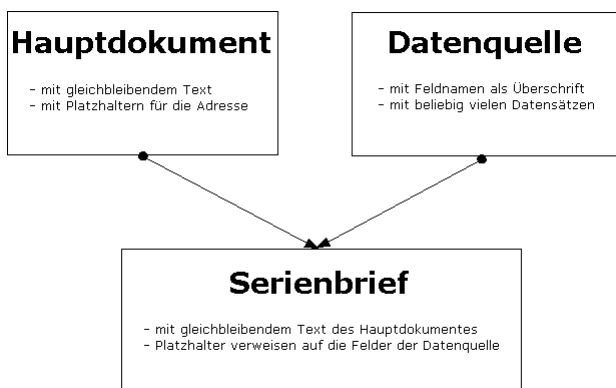 Hauptdokument
- mit gleichbleibendem Text
- mit Platzhaltern für die Adresse
Datenquelle
- mit Feldnamen als Überschrift
- mit beliebig vielen Datensätzen
Serienbrief
- mit gleichbleibendem Text des Hauptdokumentes
- Platzhalter verweisen auf die Felder der Datenquelle